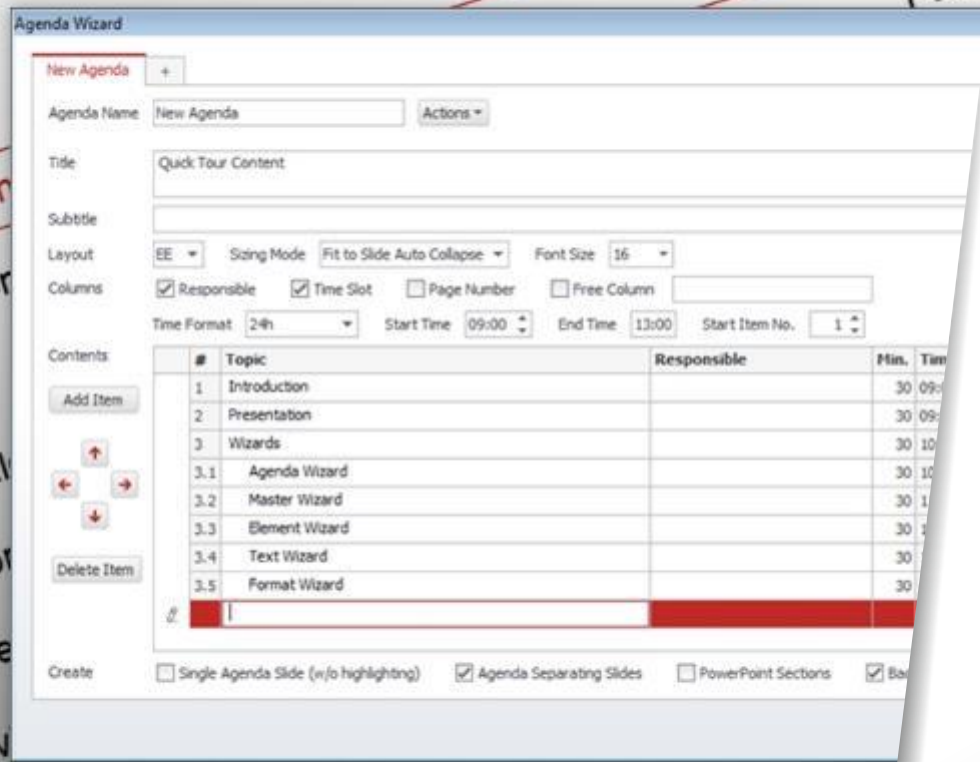 Agenda Wizard
New Agenda +
Agenda Name New Agenda Actions
Title Quick Tour Content
Subtitle
Layout EE Sizing Mode Fit to Slide Auto Collapse Font Size 16
Columns Responsible Time Slot Page Number Free Column
Time Format 24h Start Time 09:00 End Time 13:00 Start Item No. 1
Contents # Topic Responsible Min.
Add Item
1 Introduction 30
2 Presentation 30
3 Wizards 30 10
3.1 Agenda Wizard 30 10
3.2 Master Wizard 30
3.3 Element Wizard 30
3.4 Text Wizard 30
3.5 Format Wizard 30
Delete Item
Create Single Agenda Slide (w/o highlighting) Agenda Separating Slides PowerPoint Sections